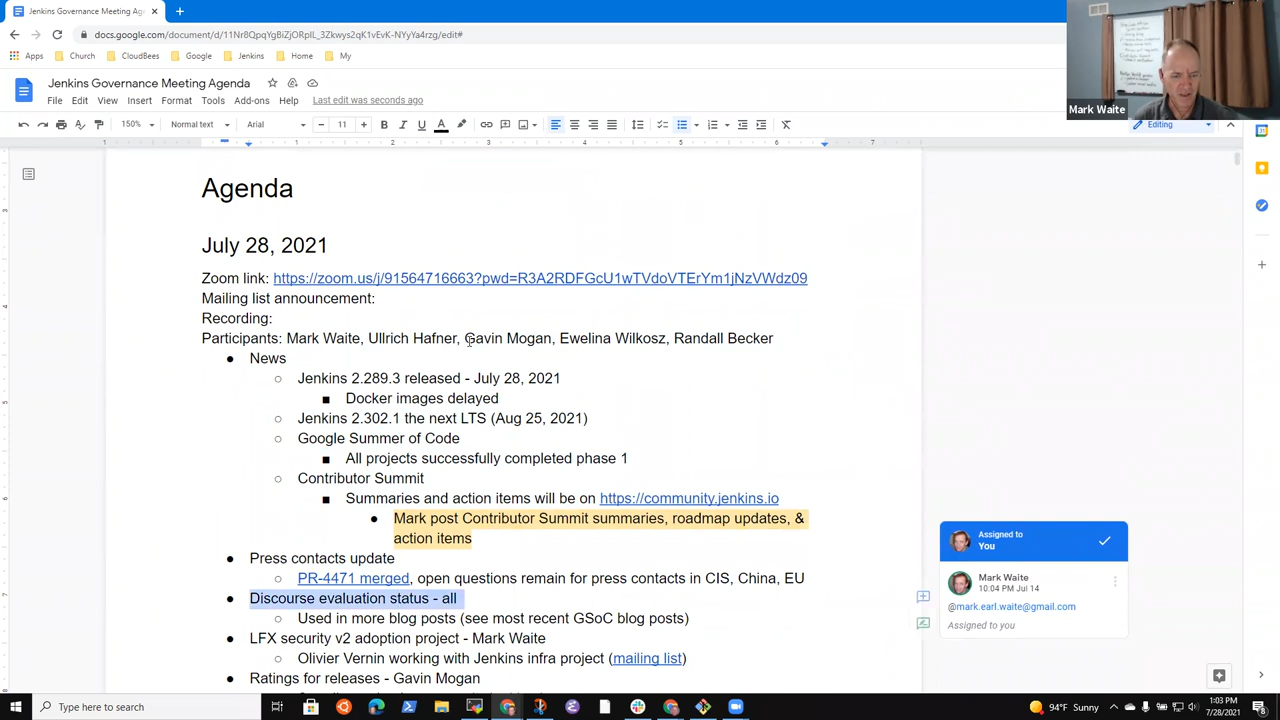 Jenkins Governance Meeting Ag
docs.google.com/document/d/
Apps Church CloudBees Google Jenkins Home My
Mark Waite
Jenkins Governance Meeting Agenda
File Edit View Insert Format Tools Add-ons Help Last edit was seconds ago
150% Normal text Arial 11 Editing
1 1 2 3 4 5 6 7
Agenda
July 28, 2021
Zoom link: https://zoom.us/j/91564716663?pwd=R3A2RDFGcU1wTVdoVTErYm1jNzVWdz09
Mailing list announcement:
Recording:
Participants: Mark Waite, Ullrich Hafner, Gavin Mogan, Ewelina Wilkosz, Randall Becker
News
Jenkins 2.289.3 released - July 28, 2021
Docker images delayed
Jenkins 2.302.1 the next LTS (Aug 25, 2021)
Google Summer of Code
All projects successfully completed phase 1
Contributor Summit
Summaries and action items will be on https://community.jenkins.io
Mark post Contributor Summit summaries, roadmap updates, &
action items
Assigned to
You
Press contacts update
PR-4471 merged, open questions remain for press contacts in CIS, China, EU
Mark Waite
10:04 PM Jul 14
Discourse evaluation status - all
@mark.earl.waite@gmail.com
Used in more blog posts (see most recent GSoC blog posts)
Assigned to you
LFX security v2 adoption project - Mark Waite
Olivier Vernin working with Jenkins infra project (mailing list)
Ratings for releases - Gavin Mogan
Type here to search
94°F Sunny
1:03 PM
7/28/2021